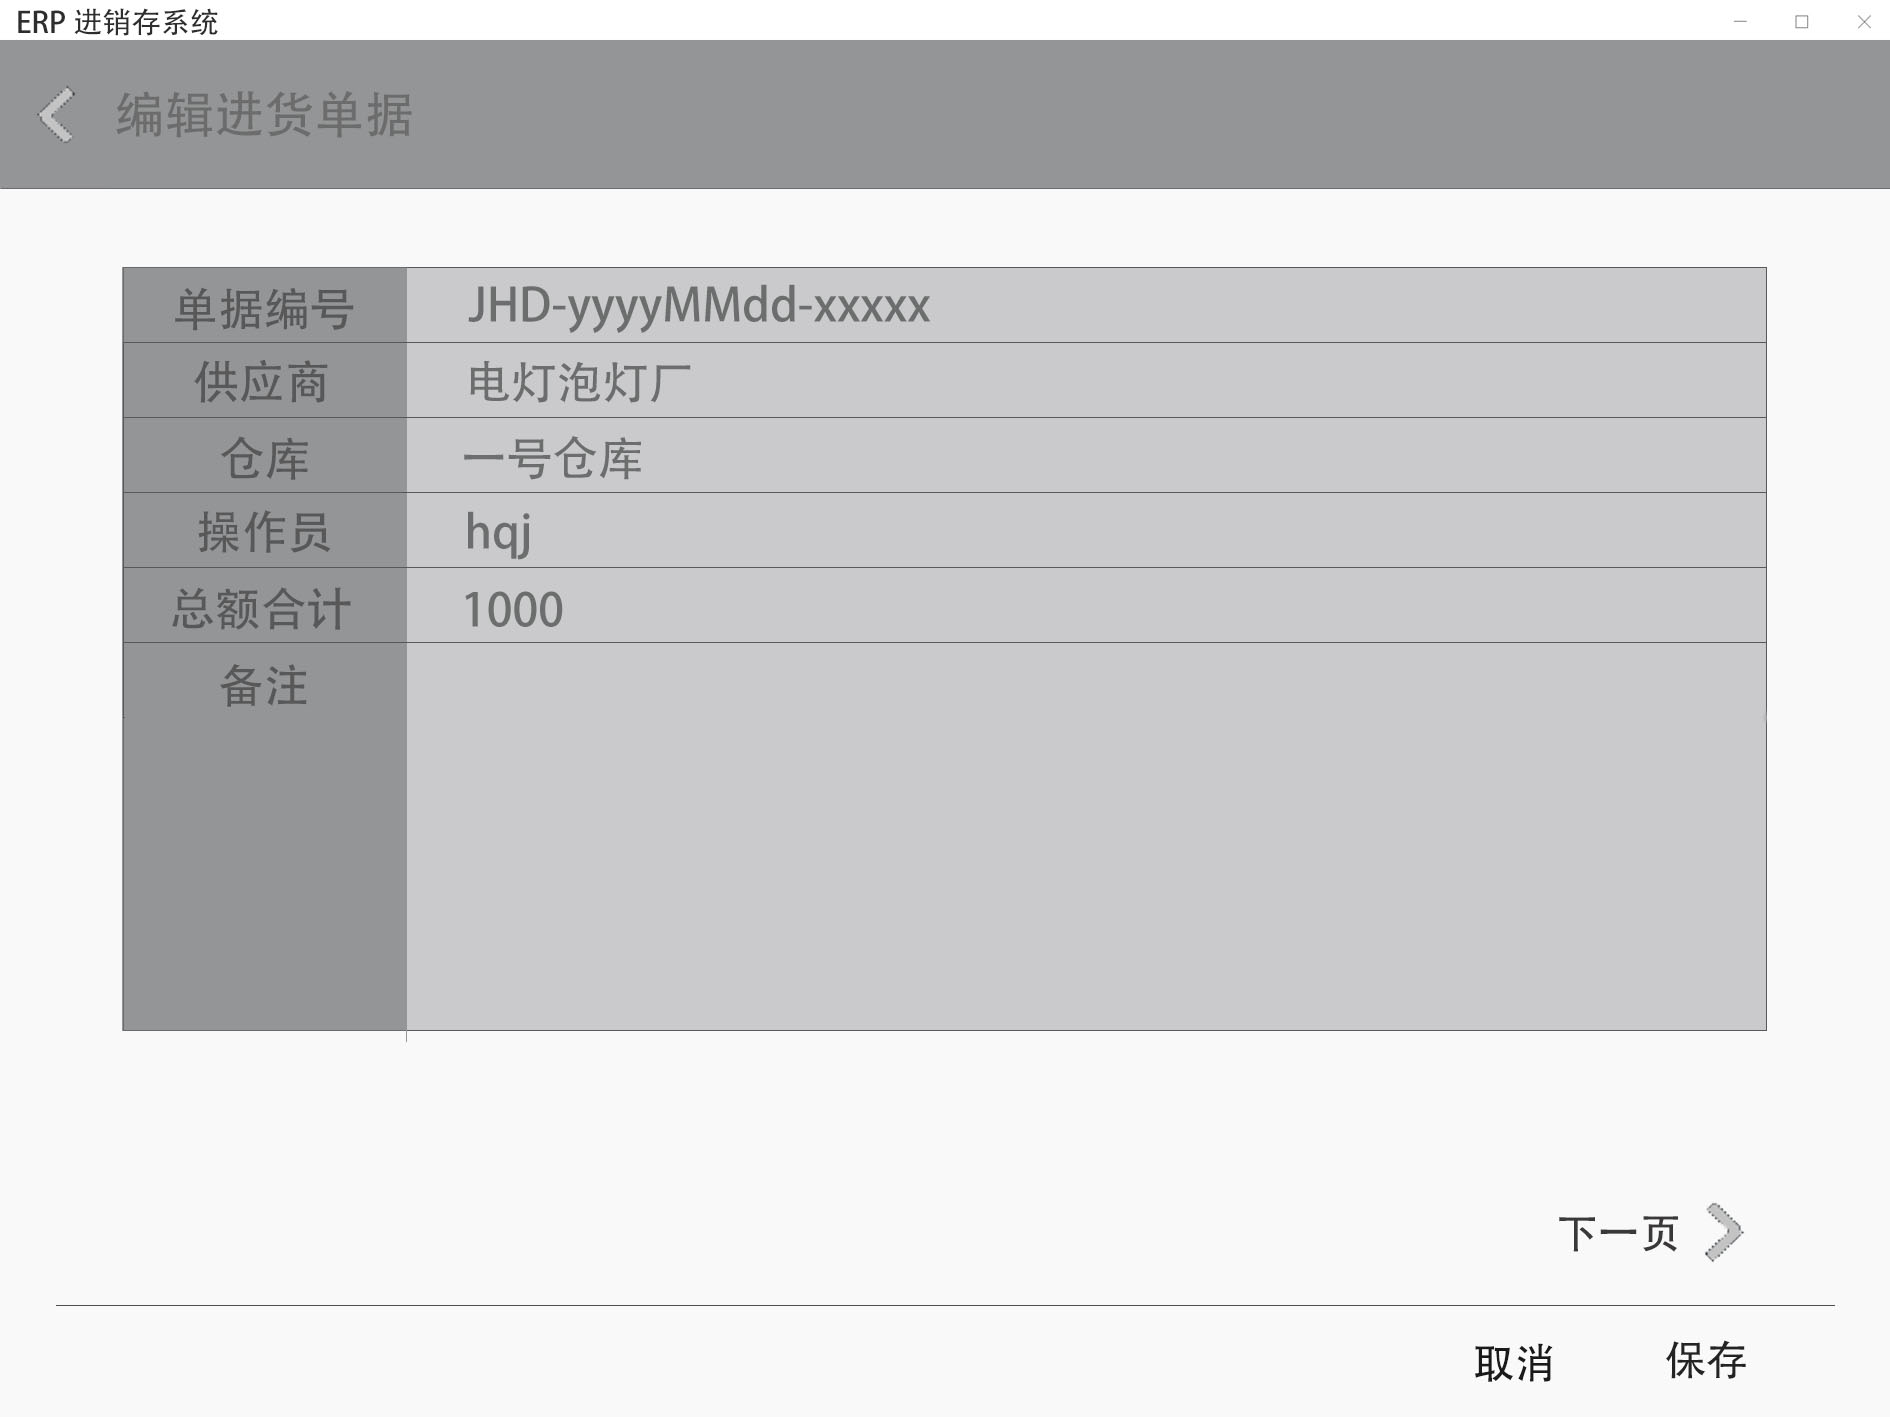 ERP 进销存系统
编辑进货单据
单据编号 JHD-yyyyMMdd-xxxxx
供应商 电灯泡灯厂
仓库 一号仓库
操作员 hqj
总额合计 1000
备注
下一页
取消 保存